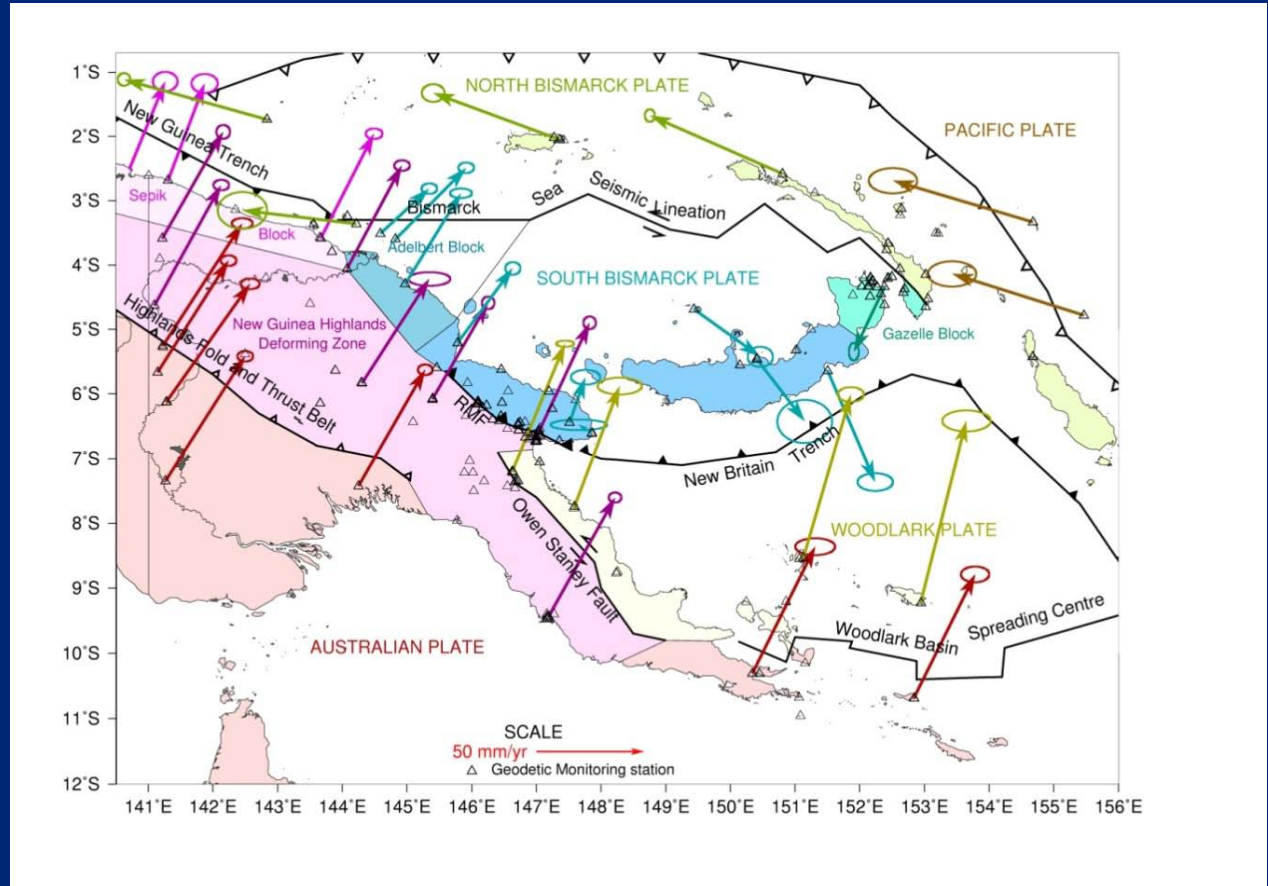 1°S
2°S
3°S
4°S
5°S
6°S
7°S
8°S
9°S
10°S
11°S
12°S
NORTH BISMARCK PLATE
PACIFIC PLATE
New Guinea Trench
Sepik
Block
Bismarck
Sea
Seismic Lineation
Adelbert Block
SOUTH BISMARCK PLATE
Gazelle Block
New Guinea Highlands
Deforming Zone
Highlands Fold and Thrust Belt
RMF
New Britain
Trench
Owen Stanley Fault
WOODLARK PLATE
AUSTRALIAN PLATE
Woodlark Basin
Spreading Centre
SCALE
50 mm/yr
Geodetic Monitoring station
141°E 142°E 143°E 144°E 145°E 146°E 147°E 148°E 149°E 150°E 151°E 152°E 153°E 154°E 155°E 156°E